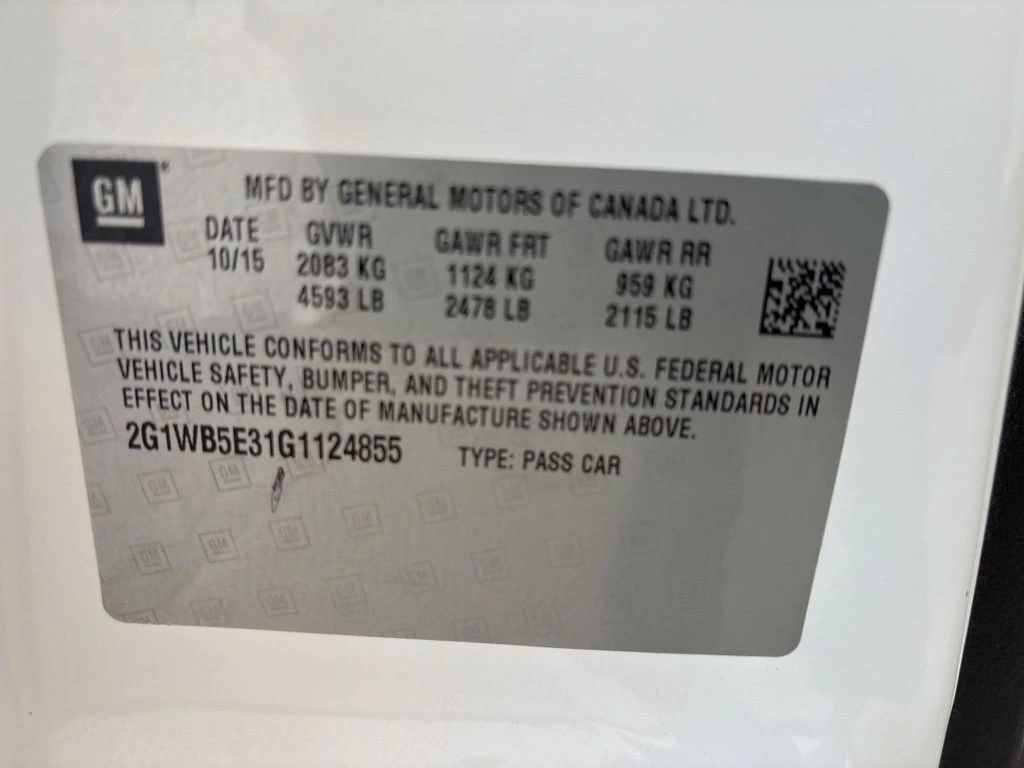 GM
MFD BY GENERAL MOTORS OF CANADA LTD.
DATE GVWR GAWR FRT GAWR RR
10/15 2083 KG 1124 KG 959 KG
4593 LB 2478 LB 2115 LB
THIS VEHICLE CONFORMS TO ALL APPLICABLE U.S. FEDERAL MOTOR
VEHICLE SAFETY, BUMPER, AND THEFT PREVENTION STANDARDS IN
EFFECT ON THE DATE OF MANUFACTURE SHOWN ABOVE.
2G1WB5E31G1124855 TYPE: PASS CAR